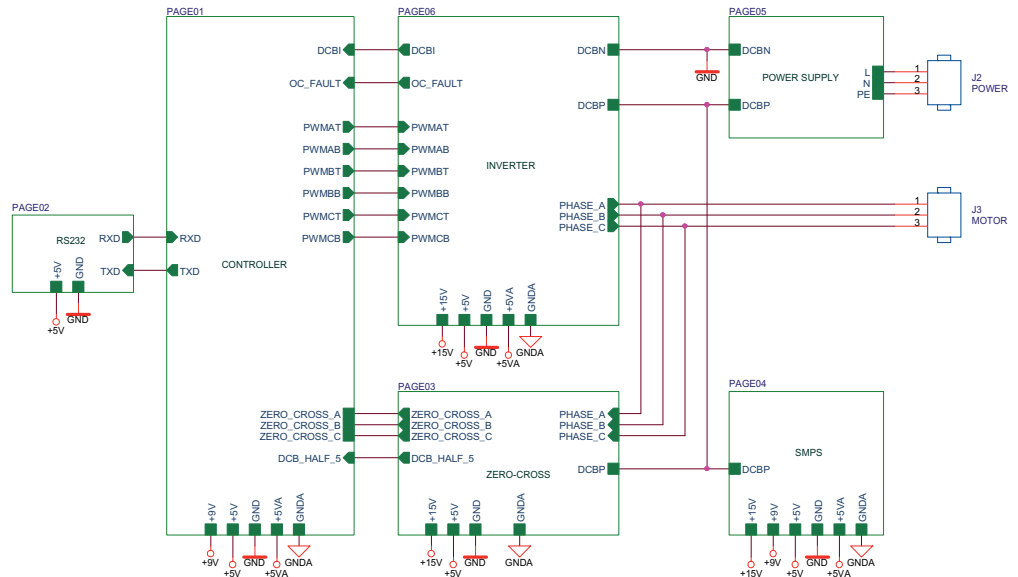 PAGE01
PAGE06
PAGE05
DCBI
DCBI
DCBN
DCBN
GND
POWER SUPPLY
L
N
PE
1
2
3
J2
POWER
OC_FAULT
OC_FAULT
DCBP
DCBP
PWMAT
PWMAT
PWMAB
PWMAB
PWMBT
PWMBT
PWMBB
PWMBB
PWMCT
PWMCT
PWMCB
PWMCB
INVERTER
PHASE_A
PHASE_B
PHASE_C
1
2
3
J3
MOTOR
PAGE02
RS232
RXD
RXD
TXD
TXD
+5V
GND
+5V
GND
CONTROLLER
+15V
+5V
GND
+5VA
GNDA
+15V
+5V
GND
+5VA
GNDA
PAGE03
PAGE04
ZERO_CROSS_A
ZERO_CROSS_B
ZERO_CROSS_C
ZERO_CROSS_A
ZERO_CROSS_B
ZERO_CROSS_C
PHASE_A
PHASE_B
PHASE_C
DCB_HALF_5
DCB_HALF_5
ZERO-CROSS
DCBP
DCBP
SMPS
+9V
+5V
GND
+5VA
GNDA
+9V
+5V
GND
+5VA
GNDA
+15V
+5V
GND
GNDA
+15V
+5V
GND
GNDA
+15V
+9V
+5V
GND
+5VA
GNDA
+15V
+9V
+5V
GND
+5VA
GNDA